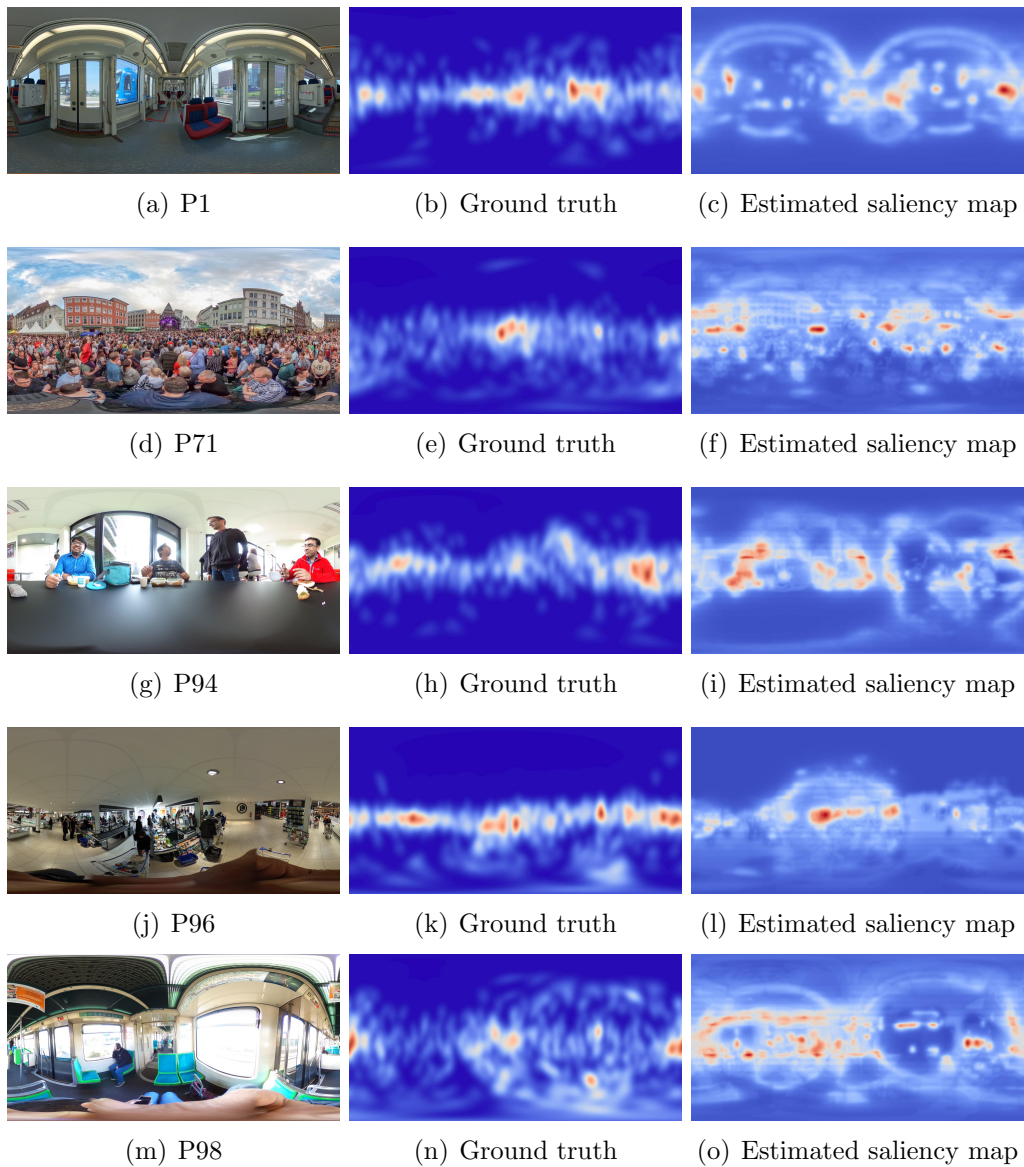 (a) P1
(b) Ground truth
(c) Estimated saliency map
(d) P71
(e) Ground truth
(f) Estimated saliency map
(g) P94
(h) Ground truth
(i) Estimated saliency map
(j) P96
(k) Ground truth
(l) Estimated saliency map
(m) P98
(n) Ground truth
(o) Estimated saliency map